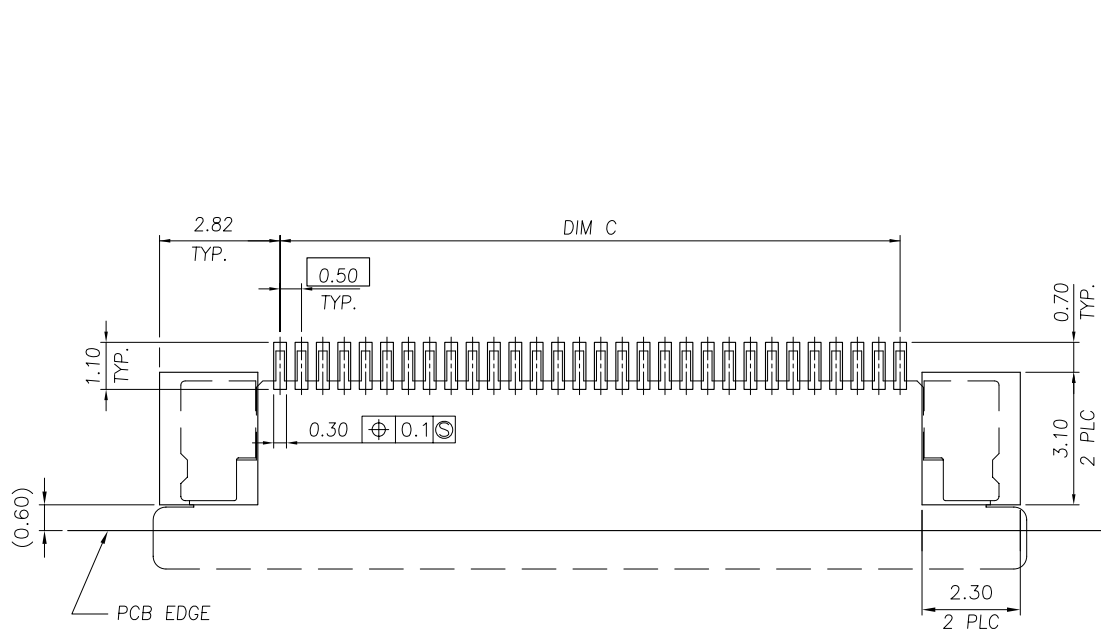 2.82
TYP.
DIM C
0.50
TYP.
0.70
TYP.
1.10
TYP.
0.30
0.1
Ⓢ
3.10
2 PLC
(0.60)
2.30
2 PLC
PCB EDGE